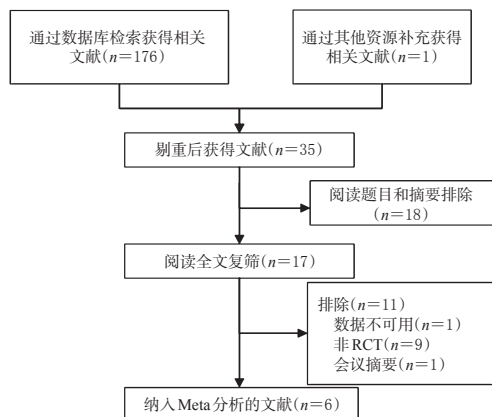 通过数据库检索获得相关
文献(n=176)
通过其他资源补充获得
相关文献(n=1)
剔重后获得文献(n=35)
阅读题目和摘要排除
(n=18)
阅读全文复筛(n=17)
排除(n=11)
数据不可用(n=1)
非RCT(n=9)
会议摘要(n=1)
纳入Meta分析的文献(n=6)